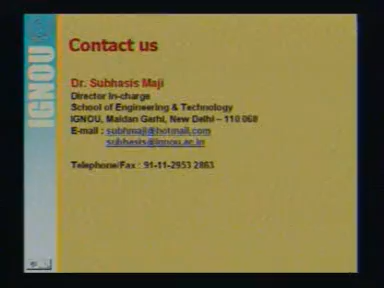 IGNOU
Contact us
Dr. Subhasis Maji
Director In-charge
School of Engineering & Technology
IGNOU, Maidan Garhi, New Delhi – 110 068
E-mail : subhmaji@hotmail.com
subhasis@ignou.ac.in
Telephone/Fax : 91-11-2953 2863